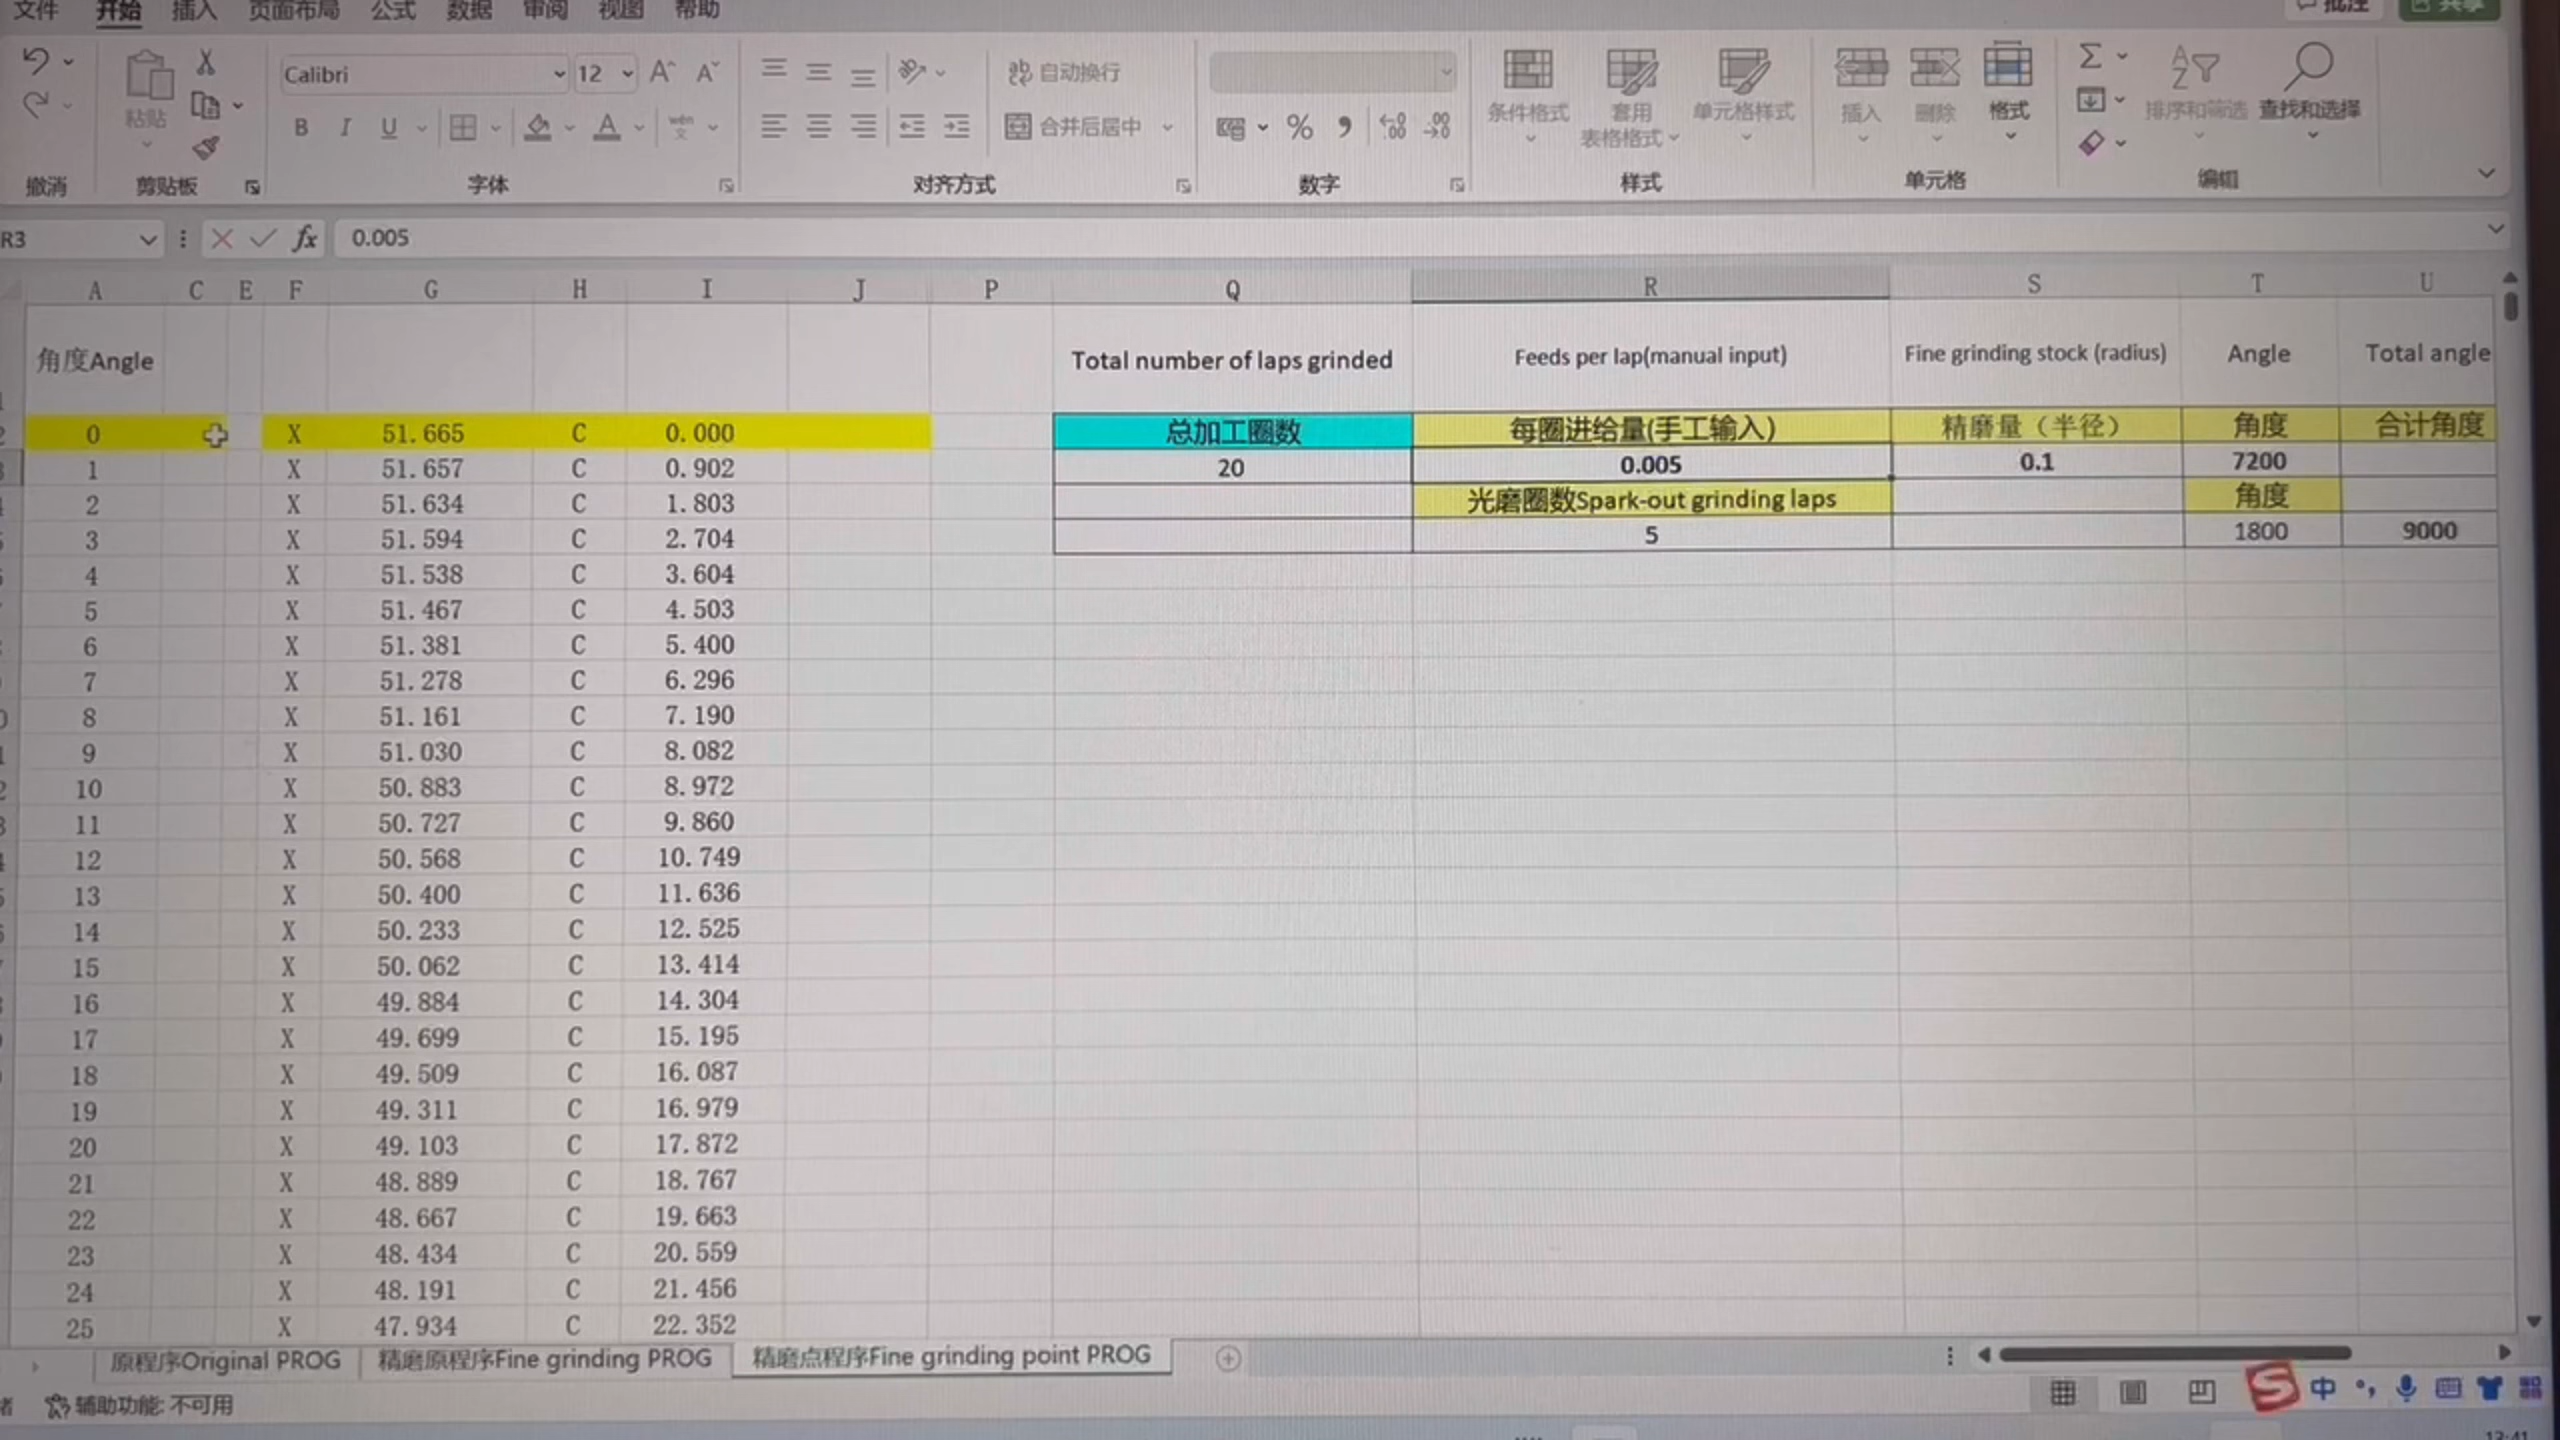 文件 开始 插入 页面布局 公式 数据 审阅 视图 帮助 批注 共享
Calibri 12 A A ab 自动换行
粘贴 B I U A wén 文 合并后居中 % 条件格式 套用 表格格式 单元格样式 插入 删除 格式 Σ A Z 排序和筛选 查找和选择
撤消 剪贴板 字体 对齐方式 数字 样式 单元格 编辑
R3 fx 0.005
A C E F G H I J P Q R S T U
角度Angle Total number of laps grinded Feeds per lap(manual input) Fine grinding stock (radius) Angle Total angle
0 X 51.665 C 0.000 总加工圈数 每圈进给量(手工输入) 精磨量（半径） 角度 合计角度
1 X 51.657 C 0.902 20 0.005 0.1 7200
2 X 51.634 C 1.803 光磨圈数Spark-out grinding laps 角度
3 X 51.594 C 2.704 5 1800 9000
4 X 51.538 C 3.604
5 X 51.467 C 4.503
6 X 51.381 C 5.400
7 X 51.278 C 6.296
8 X 51.161 C 7.190
9 X 51.030 C 8.082
10 X 50.883 C 8.972
11 X 50.727 C 9.860
12 X 50.568 C 10.749
13 X 50.400 C 11.636
14 X 50.233 C 12.525
15 X 50.062 C 13.414
16 X 49.884 C 14.304
17 X 49.699 C 15.195
18 X 49.509 C 16.087
19 X 49.311 C 16.979
20 X 49.103 C 17.872
21 X 48.889 C 18.767
22 X 48.667 C 19.663
23 X 48.434 C 20.559
24 X 48.191 C 21.456
25 X 47.934 C 22.352
原程序Original PROG 精磨原程序Fine grinding PROG 精磨点程序Fine grinding point PROG
辅助功能: 不可用 S 中